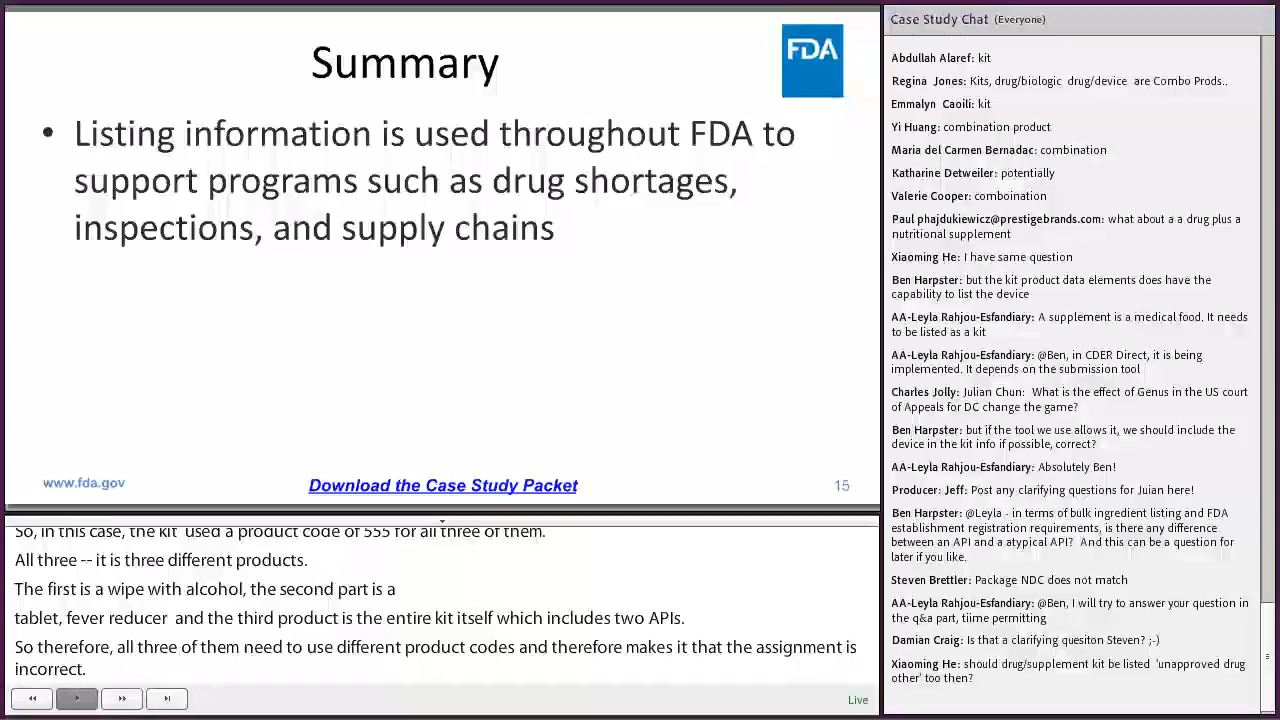 Summary
FDA
• Listing information is used throughout FDA to
support programs such as drug shortages,
inspections, and supply chains
www.fda.gov
Download the Case Study Packet
15
So, in this case, the kit used a product code of 555 for all three of them.
All three -- it is three different products.
The first is a wipe with alcohol, the second part is a
tablet, fever reducer and the third product is the entire kit itself which includes two APIs.
So therefore, all three of them need to use different product codes and therefore makes it that the assignment is
incorrect.
Live
Case Study Chat (Everyone)
Abdullah Alaref: kit
Regina Jones: Kits, drug/biologic drug/device are Combo Prods..
Emmalyn Caoili: kit
Yi Huang: combination product
Maria del Carmen Bernadac: combination
Katharine Detweiler: potentially
Valerie Cooper: comboination
Paul phajdukiewicz@prestigebrands.com: what about a a drug plus a
nutritional supplement
Xiaoming He: I have same question
Ben Harpster: but the kit product data elements does have the
capability to list the device
AA-Leyla Rahjou-Esfandiary: A supplement is a medical food. It needs
to be listed as a kit
AA-Leyla Rahjou-Esfandiary: @Ben, in CDER Direct, it is being
implemented. It depends on the submission tool
Charles Jolly: Julian Chun: What is the effect of Genus in the US court
of Appeals for DC change the game?
Ben Harpster: but if the tool we use allows it, we should include the
device in the kit info if possible, correct?
AA-Leyla Rahjou-Esfandiary: Absolutely Ben!
Producer: Jeff: Post any clarifying questions for Juian here!
Ben Harpster: @Leyla - in terms of bulk ingredient listing and FDA
establishment registration requirements, is there any difference
between an API and a atypical API? And this can be a question for
later if you like.
Steven Brettler: Package NDC does not match
AA-Leyla Rahjou-Esfandiary: @Ben, I will try to answer your question in
the q&a part, tiime permitting
Damian Craig: Is that a clarifying quesiton Steven? ;-)
Xiaoming He: should drug/supplement kit be listed 'unapproved drug
other' too then?